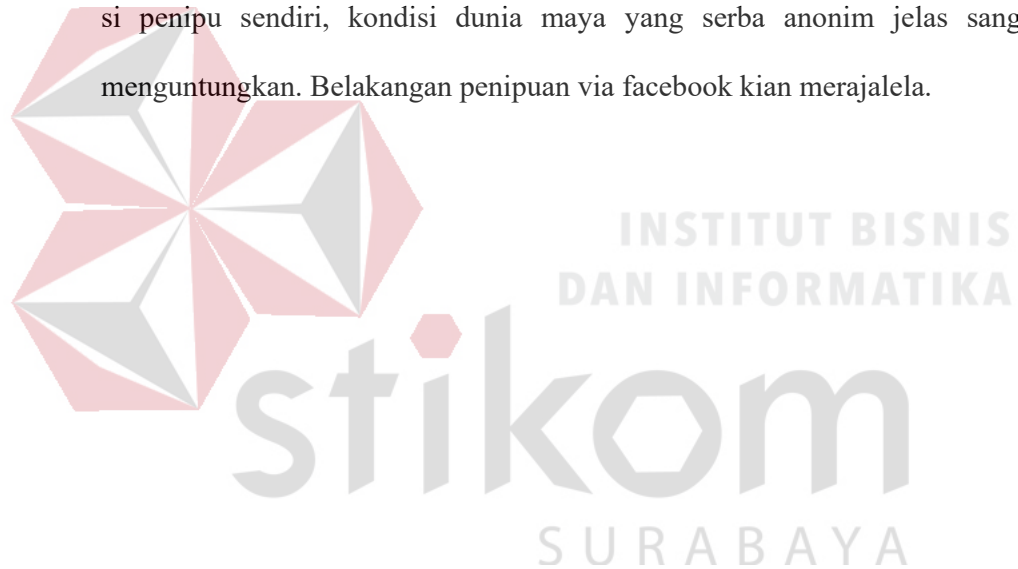 si penipu sendiri, kondisi dunia maya yang serba anonim jelas sang
menguntungkan. Belakangan penipuan via facebook kian merajalela.
INSTITUT BISNIS
DAN INFORMATIKA
stikom
SURABAYA